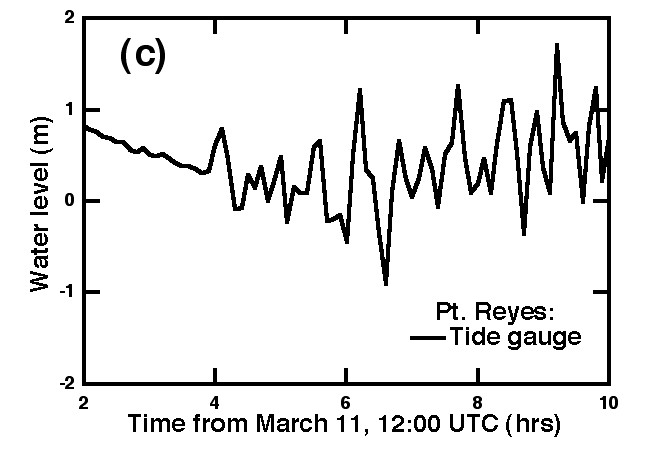 (c)
2
1
0
-1
-2
Water level (m)
Pt. Reyes:
Tide gauge
2 4 6 8 10
Time from March 11, 12:00 UTC (hrs)